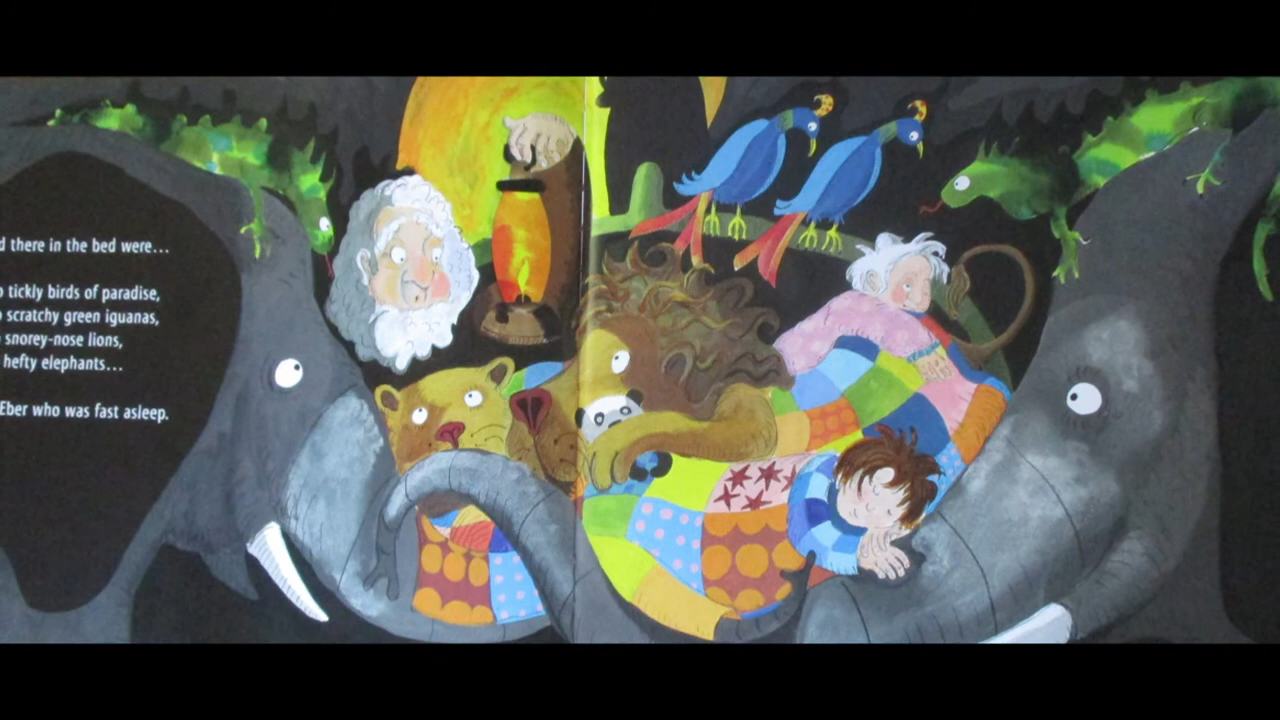 d there in the bed were...
o tickly birds of paradise,
o scratchy green iguanas,
snorey-nose lions,
hefty elephants...
Eber who was fast asleep.